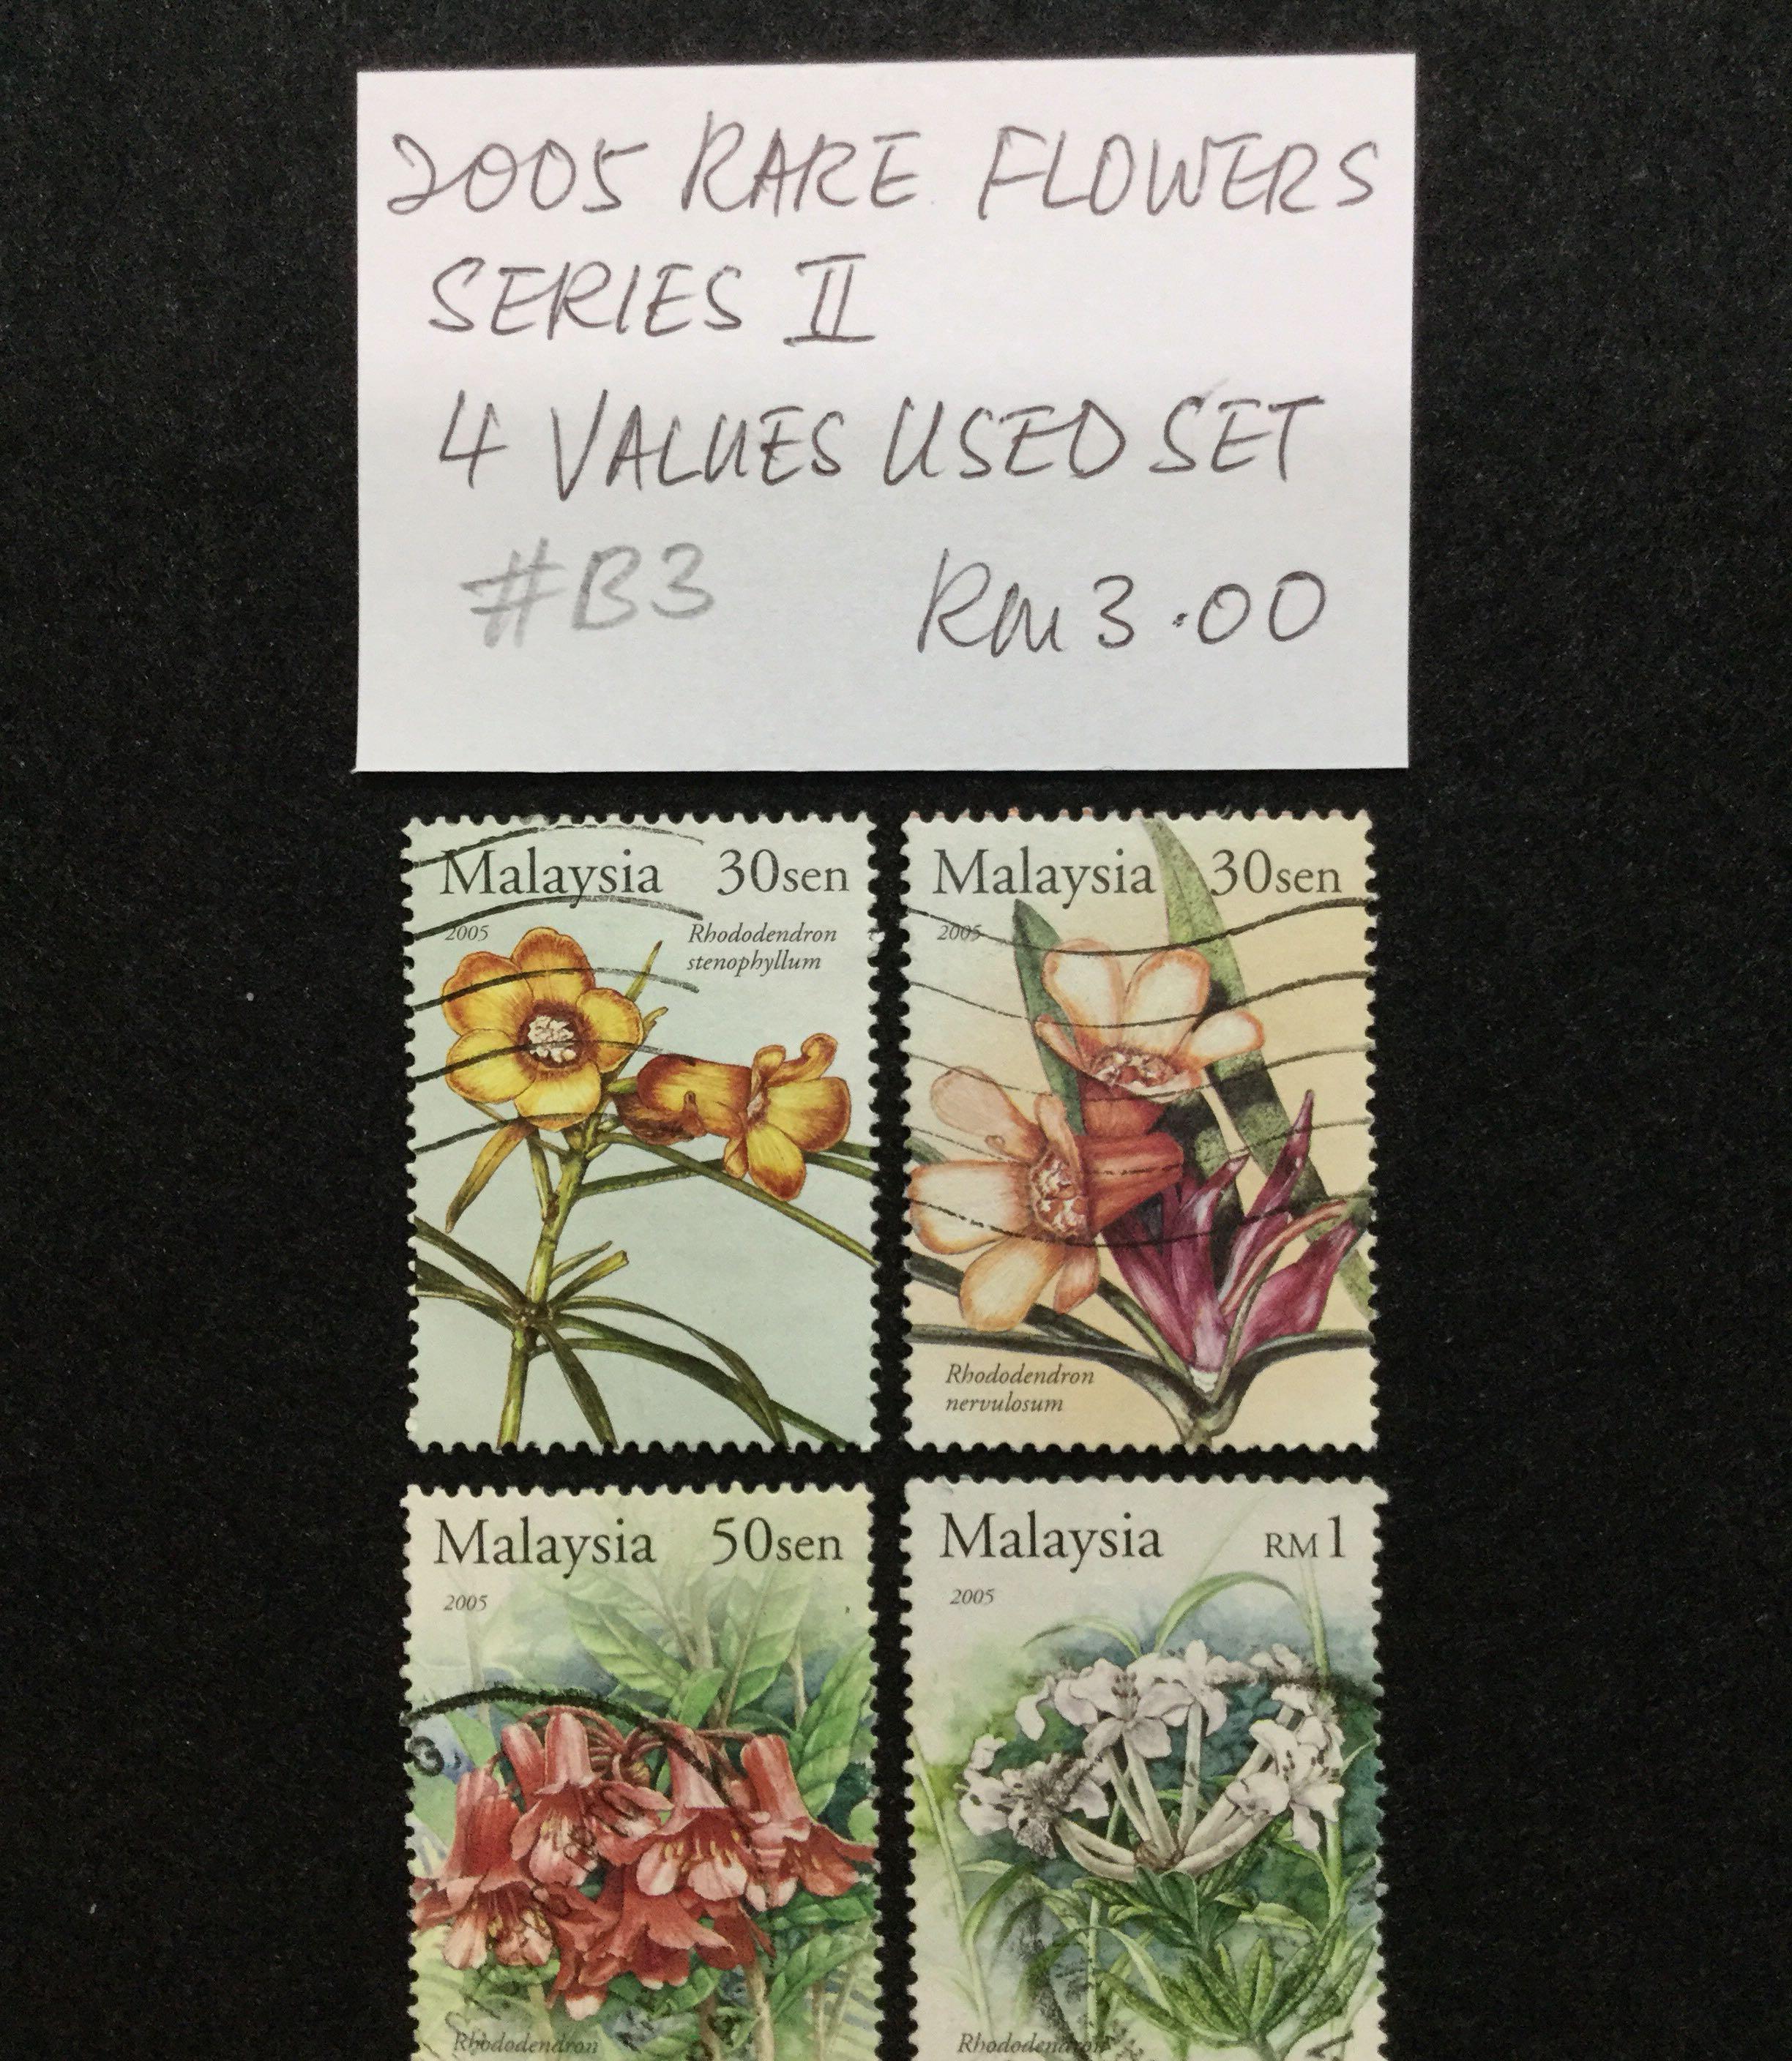 2005 RARE FLOWERS
SERIES II
4 VALUES USED SET
#B3 RM3.00
Malaysia 30sen
2005 Rhododendron
stenophyllum
Malaysia 30sen
2005
Rhododendron
nervulosum
Malaysia 50sen
2005
Rhododendron
Malaysia RM1
2005
Rhododendron